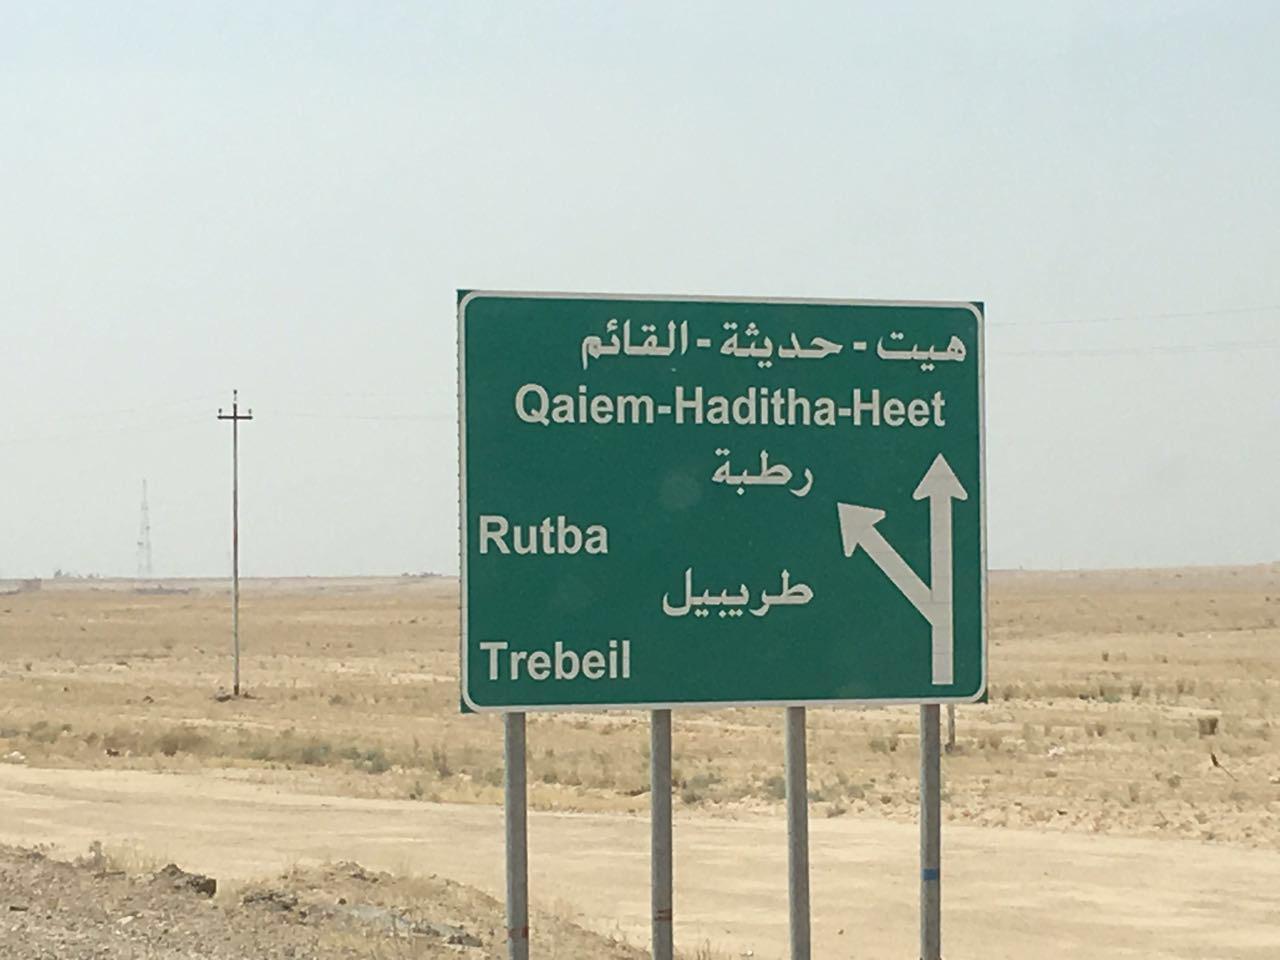 هيت - حديثة - القائم
Qaiem-Haditha-Heet
رطبة
Rutba
طريبيل
Trebeil